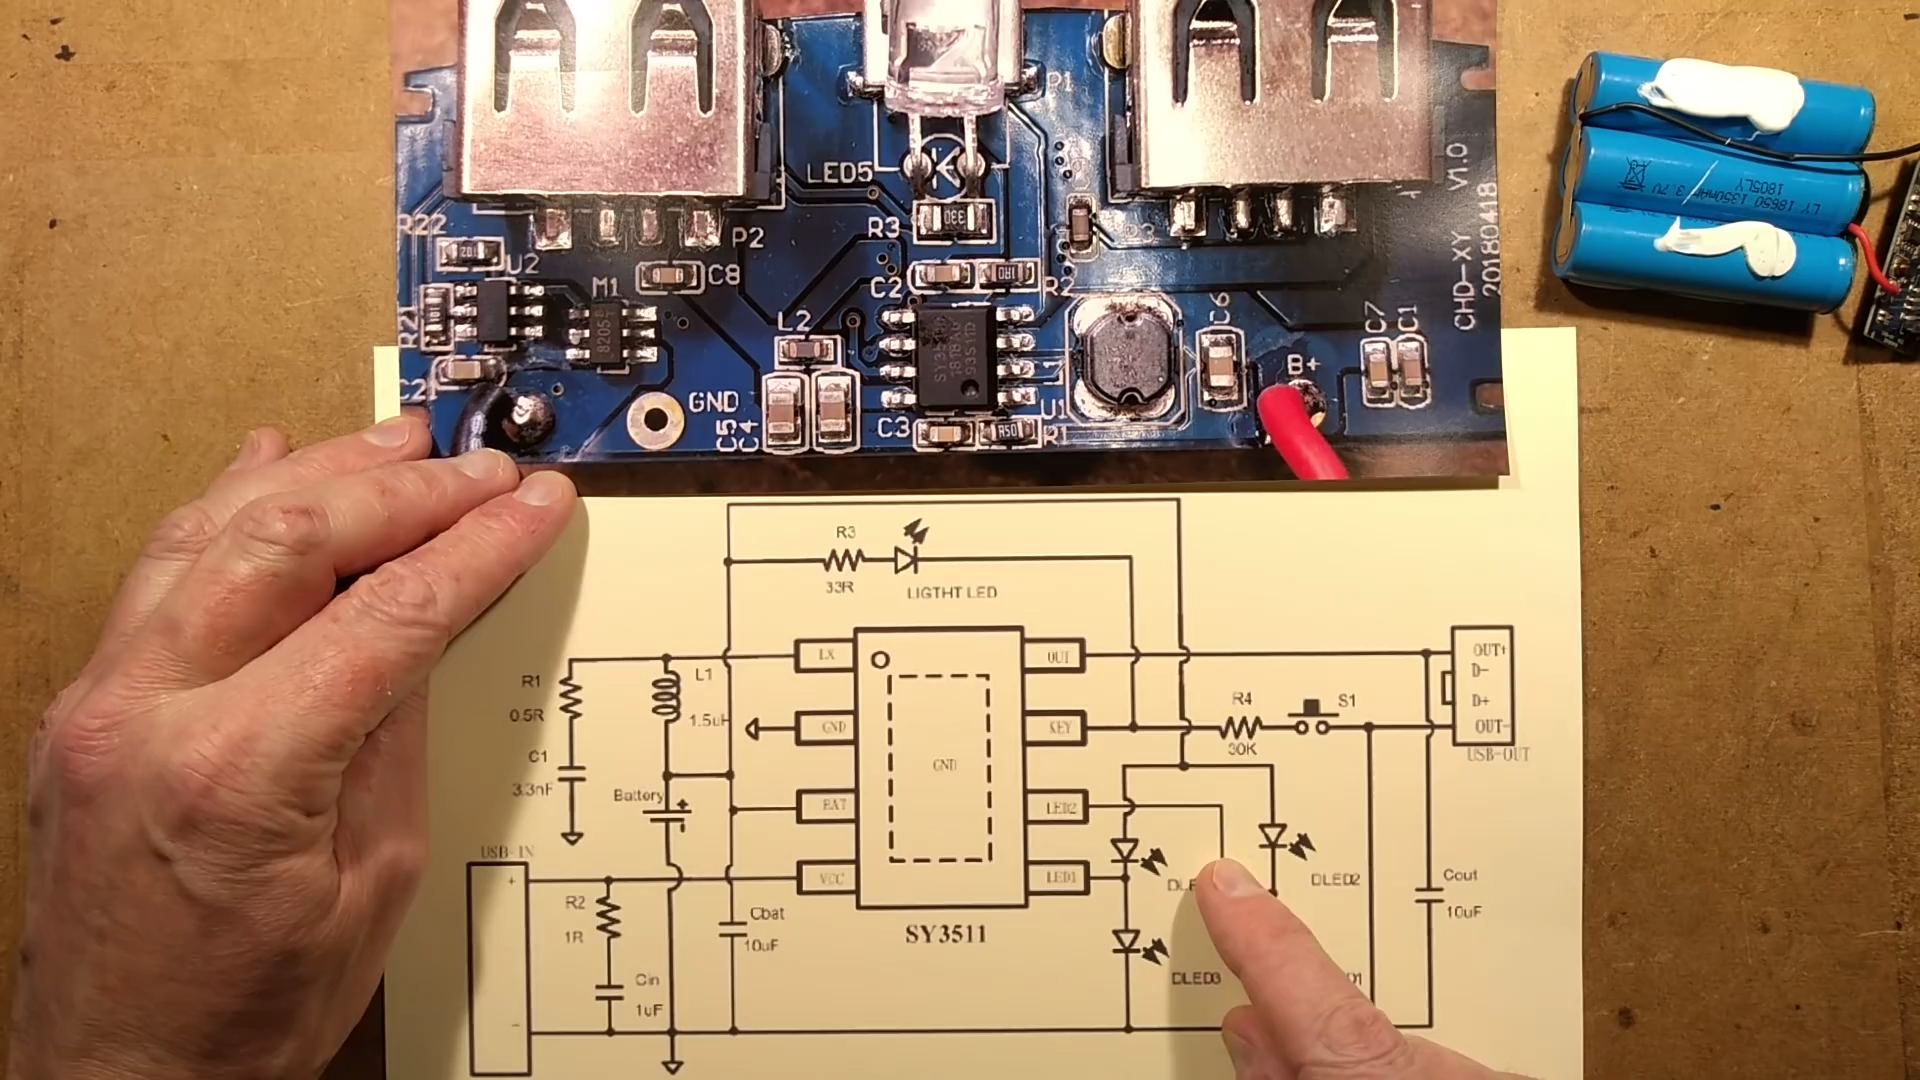 P1
LED5
R22
R3
P2
U2
M1
C8
C2
R2
R21
8205
L2
C6
C7
C1
V1.0
CHD-XY
20180418
L1
B+
C21
GND
C5
C4
C3
U1
R1
330
1R0
R50
LY 18650 1350mAh 3.7V
1805LY
R3
33R
LIGTHT LED
LX
OUT
OUT+
D-
D+
OUT-
USB-OUT
R1
0.5R
L1
1.5uH
GND
KEY
R4
30K
S1
C1
3.3nF
GND
Battery
+
-
BAT
LED2
USB-IN
+
-
VCC
LED1
DLED2
Cout
10uF
R2
1R
Cbat
10uF
SY3511
Cin
1uF
DLED3